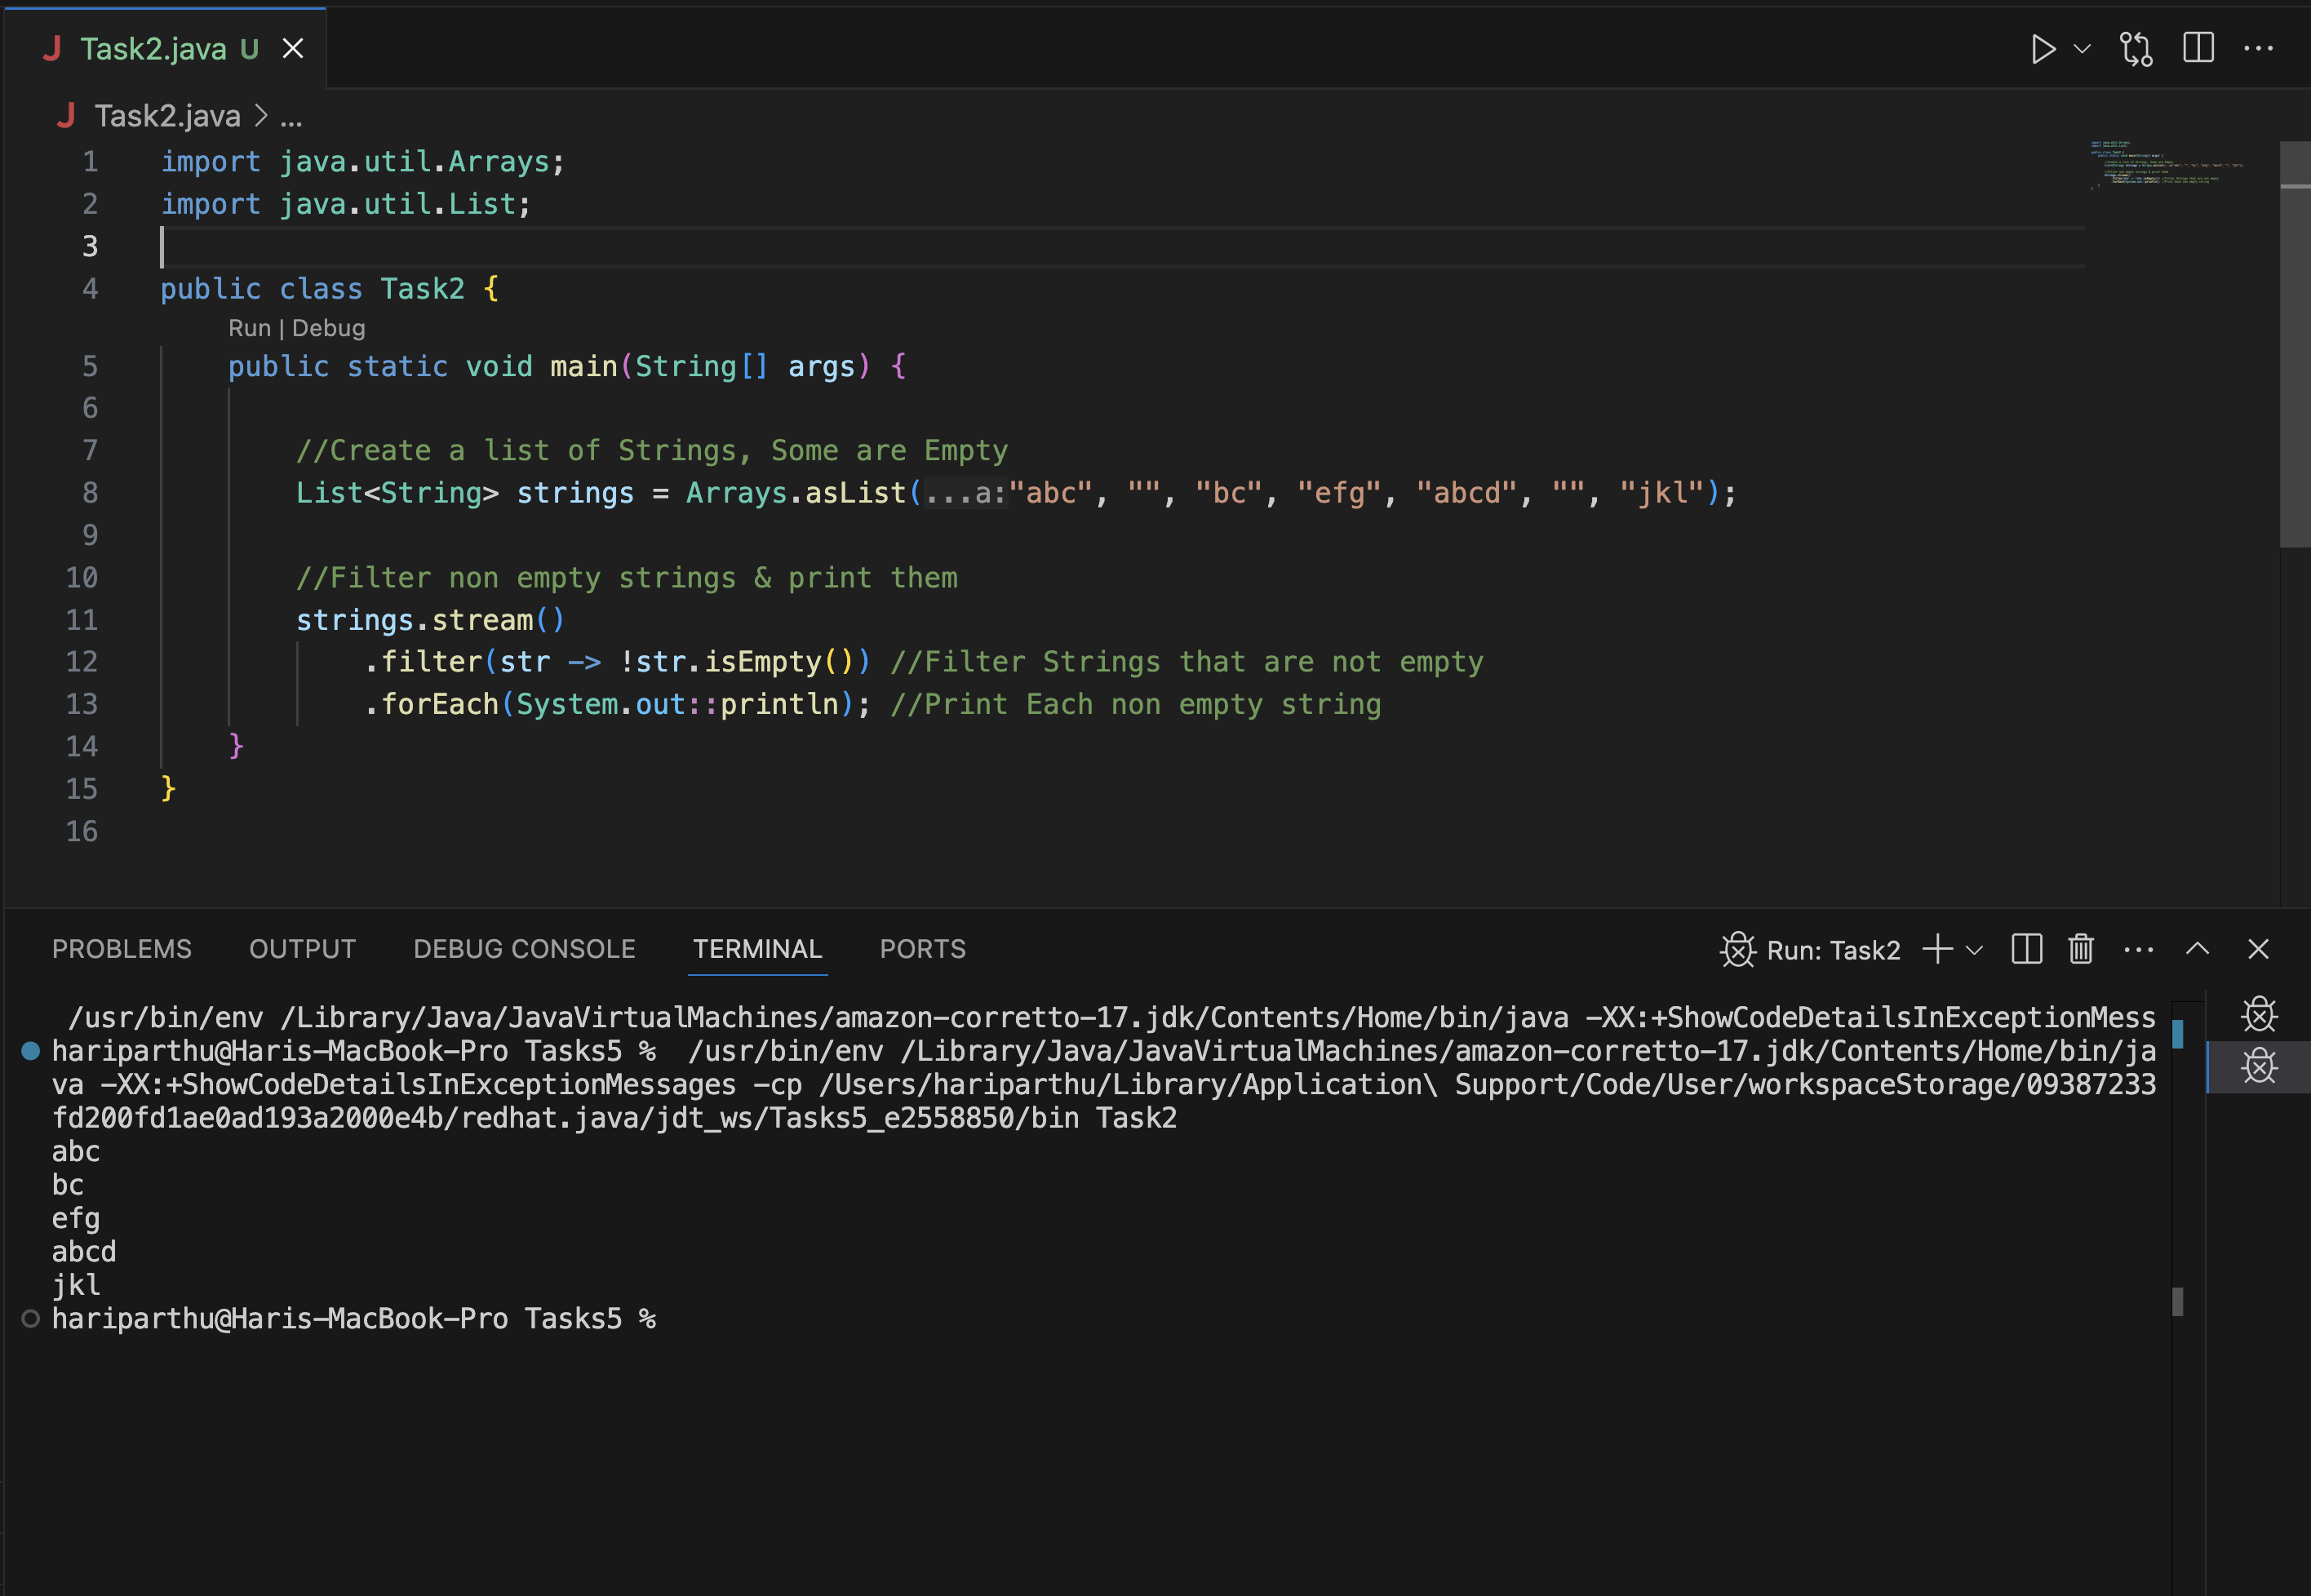 Task2.java U
Task2.java > ...
1 import java.util.Arrays;
2 import java.util.List;
3
4 public class Task2 {
Run | Debug
5 public static void main(String[] args) {
6
7 //Create a list of Strings, Some are Empty
8 List<String> strings = Arrays.asList(...a:"abc", "", "bc", "efg", "abcd", "", "jkl");
9
10 //Filter non empty strings & print them
11 strings.stream()
12 .filter(str -> !str.isEmpty()) //Filter Strings that are not empty
13 .forEach(System.out::println); //Print Each non empty string
14 }
15 }
16
PROBLEMS OUTPUT DEBUG CONSOLE TERMINAL PORTS Run: Task2
/usr/bin/env /Library/Java/JavaVirtualMachines/amazon-corretto-17.jdk/Contents/Home/bin/java -XX:+ShowCodeDetailsInExceptionMess
hariparthu@Haris-MacBook-Pro Tasks5 %  /usr/bin/env /Library/Java/JavaVirtualMachines/amazon-corretto-17.jdk/Contents/Home/bin/ja
va -XX:+ShowCodeDetailsInExceptionMessages -cp /Users/hariparthu/Library/Application\ Support/Code/User/workspaceStorage/09387233
fd200fd1ae0ad193a2000e4b/redhat.java/jdt_ws/Tasks5_e2558850/bin Task2
abc
bc
efg
abcd
jkl
hariparthu@Haris-MacBook-Pro Tasks5 %